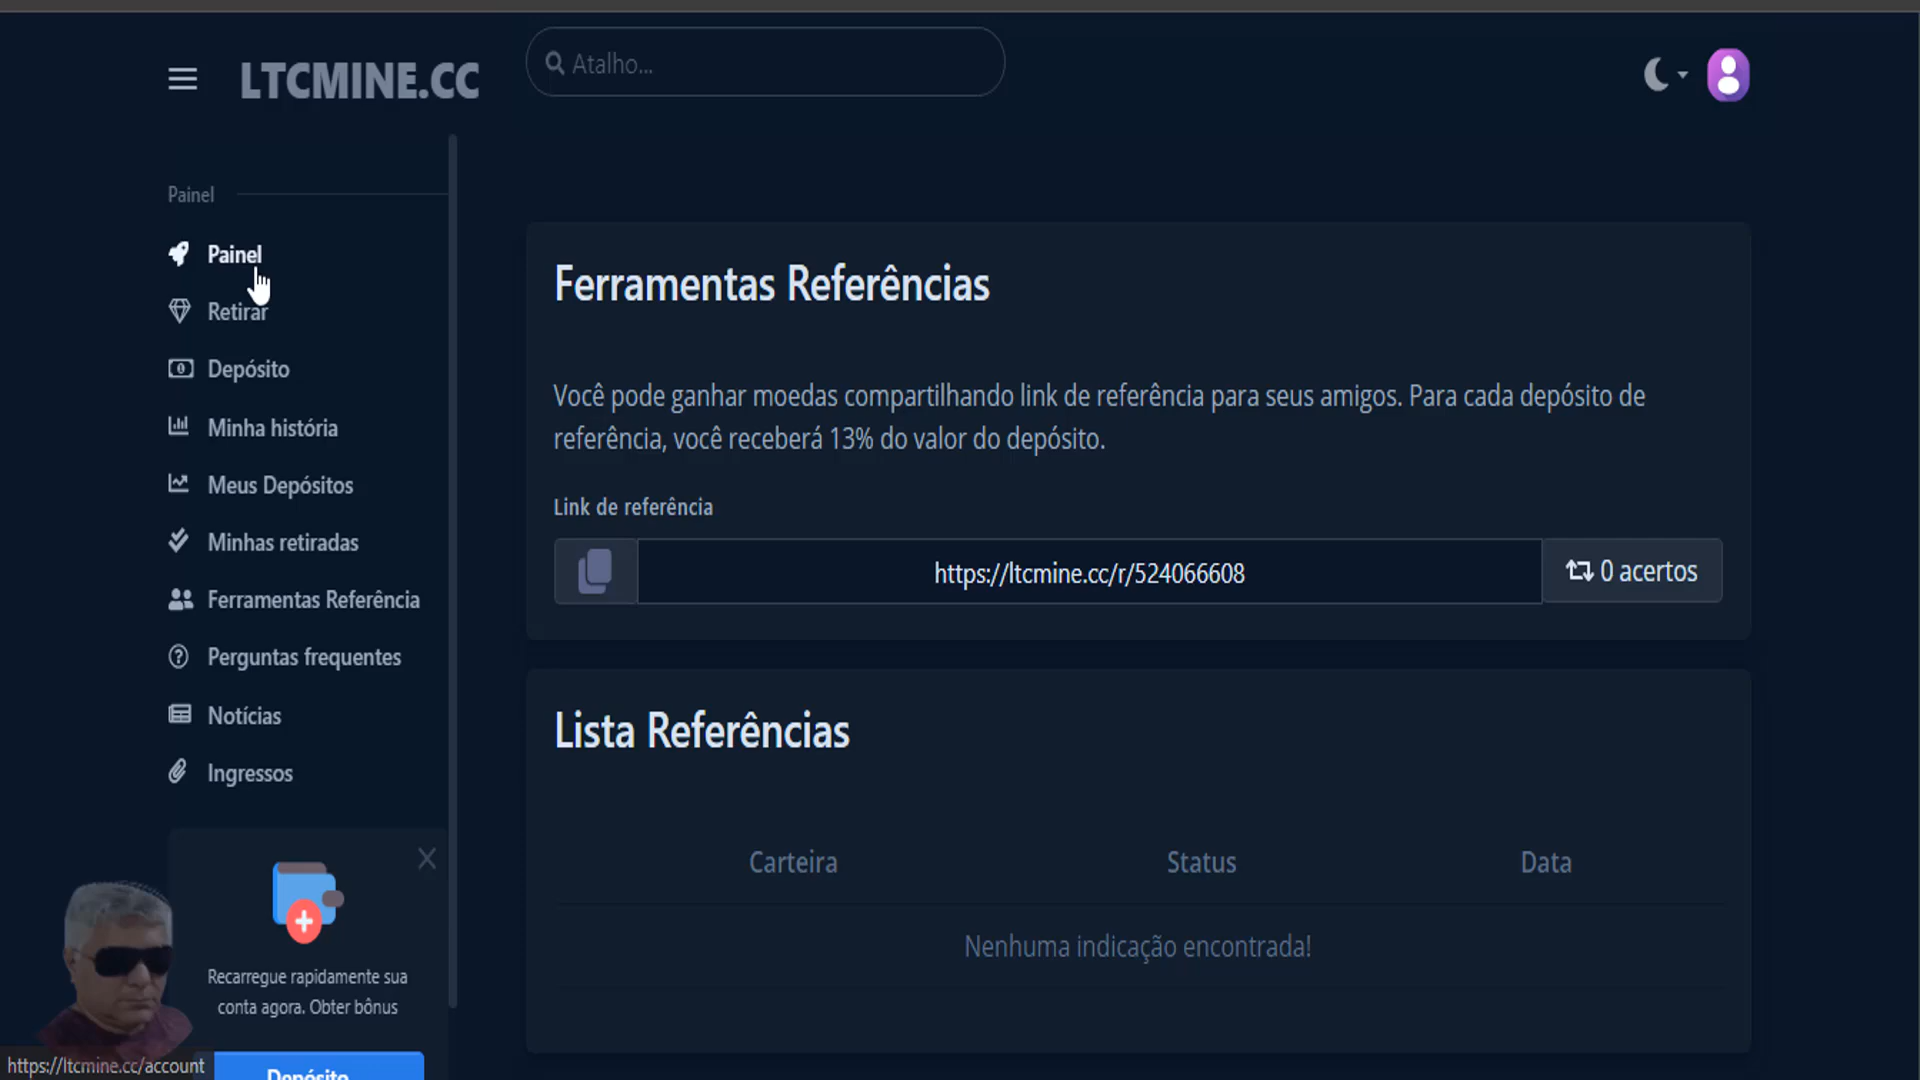 LTCMINE.CC
Atalho...
Painel
Painel
Retirar
Depósito
Minha história
Meus Depósitos
Minhas retiradas
Ferramentas Referência
Perguntas frequentes
Notícias
Ingressos
Recarregue rapidamente sua
conta agora. Obter bônus
Depósito
https://ltcmine.cc/account
Ferramentas Referências
Você pode ganhar moedas compartilhando link de referência para seus amigos. Para cada depósito de
referência, você receberá 13% do valor do depósito.
Link de referência
https://ltcmine.cc/r/524066608
0 acertos
Lista Referências
Carteira Status Data
Nenhuma indicação encontrada!